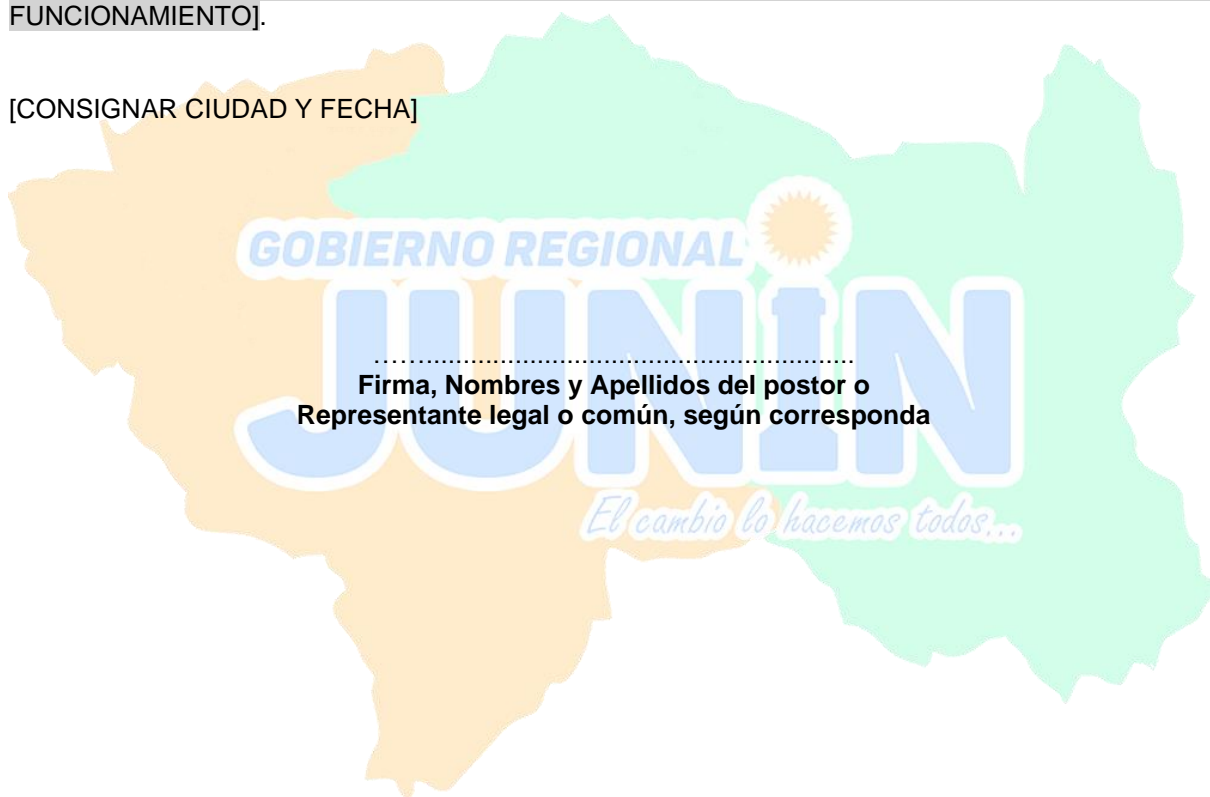 FUNCIONAMIENTO].
[CONSIGNAR CIUDAD Y FECHA]
GOBIERNO REGIONAL
JUNÍN
…….............................................................
Firma, Nombres y Apellidos del postor o
Representante legal o común, según corresponda
El cambio lo hacemos todos...